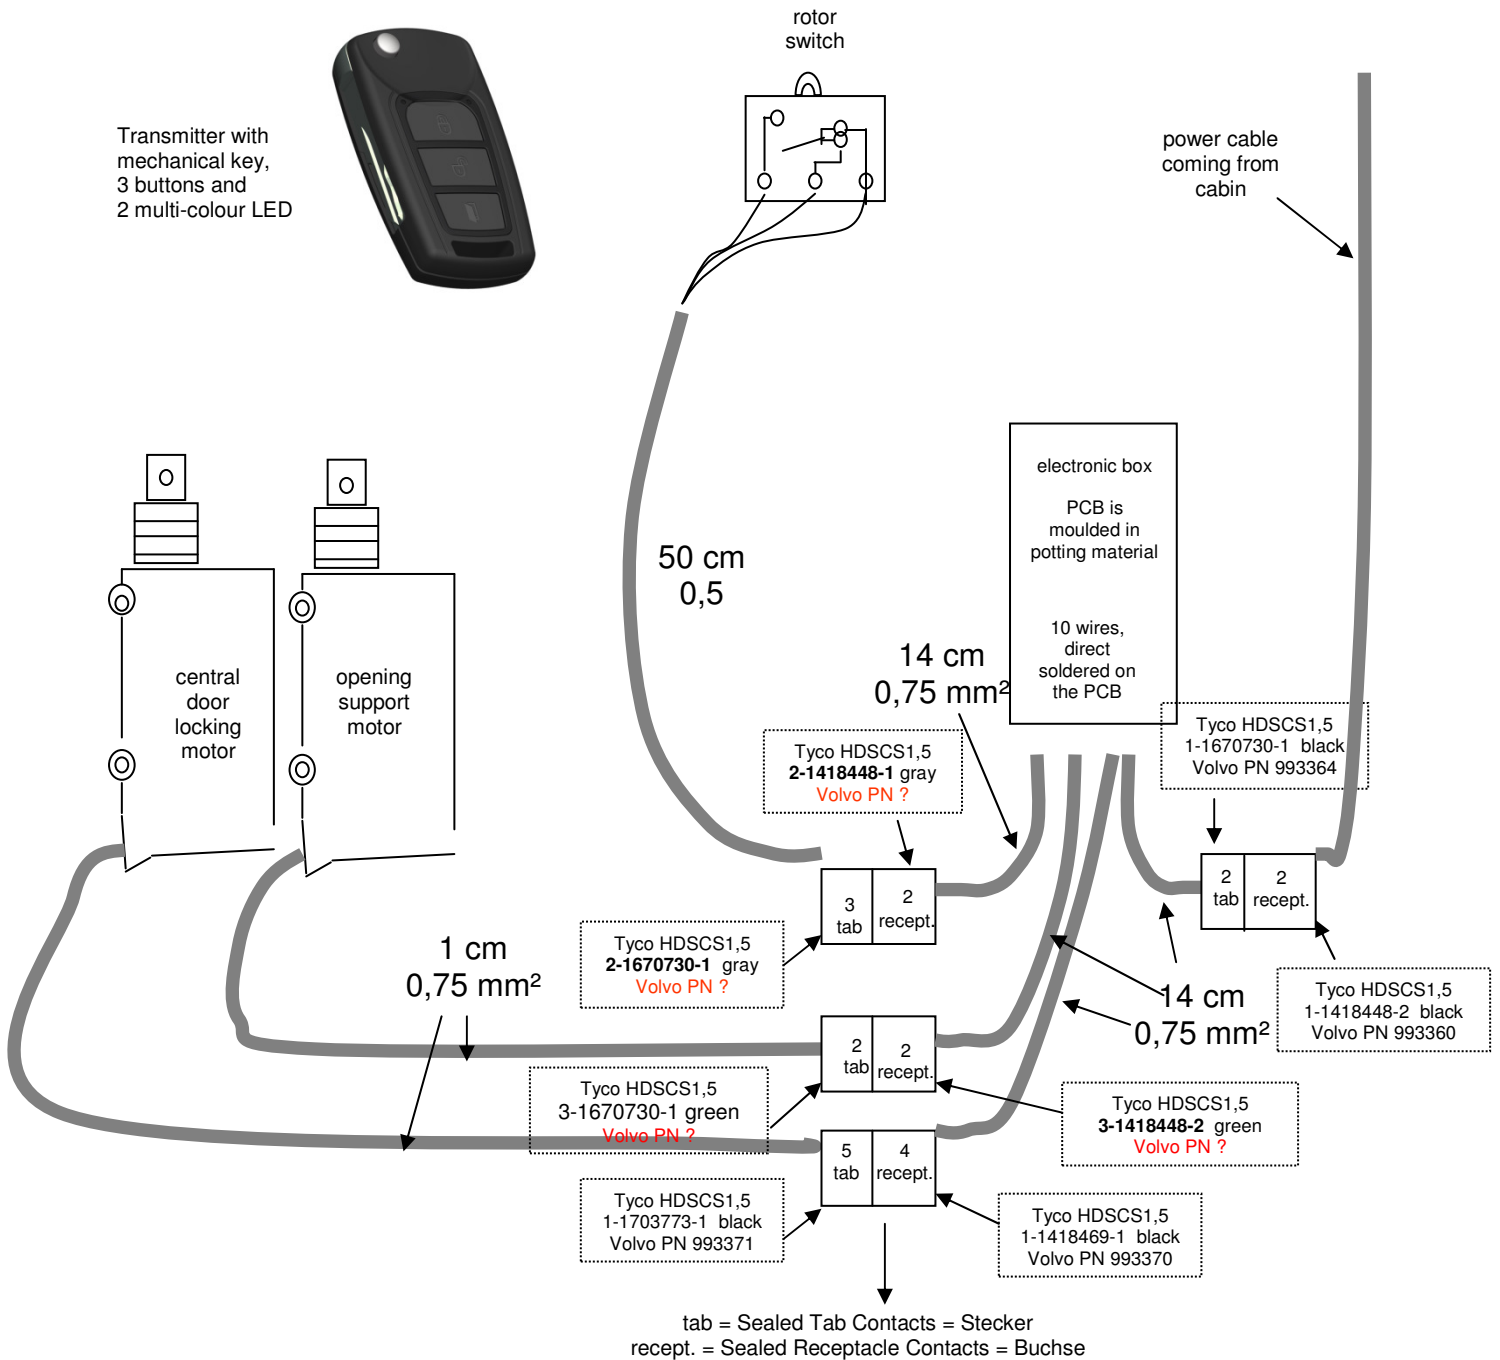 rotor
switch
Transmitter with
mechanical key,
3 buttons and
2 multi-colour LED
power cable
coming from
cabin
electronic box
PCB is
moulded in
potting material
10 wires,
direct
soldered on
the PCB
50 cm
0,5
14 cm
0,75 mm²
central
door
locking
motor
opening
support
motor
Tyco HDSCS1,5
1-1670730-1 black
Volvo PN 993364
Tyco HDSCS1,5
2-1418448-1 gray
Volvo PN ?
2
tab
2
recept.
3
tab
2
recept.
Tyco HDSCS1,5
2-1670730-1 gray
Volvo PN ?
1 cm
0,75 mm²
14 cm
0,75 mm²
Tyco HDSCS1,5
1-1418448-2 black
Volvo PN 993360
2
tab
2
recept.
Tyco HDSCS1,5
3-1670730-1 green
Volvo PN ?
Tyco HDSCS1,5
3-1418448-2 green
Volvo PN ?
5
tab
4
recept.
Tyco HDSCS1,5
1-1703773-1 black
Volvo PN 993371
Tyco HDSCS1,5
1-1418469-1 black
Volvo PN 993370
tab = Sealed Tab Contacts = Stecker
recept. = Sealed Receptacle Contacts = Buchse